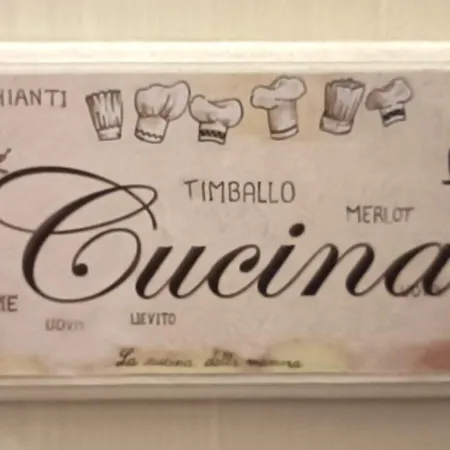 HIANTI
TIMBALLO
MERLOT
Cucina
ME
UOVA LIEVITO
La cucina della mamma